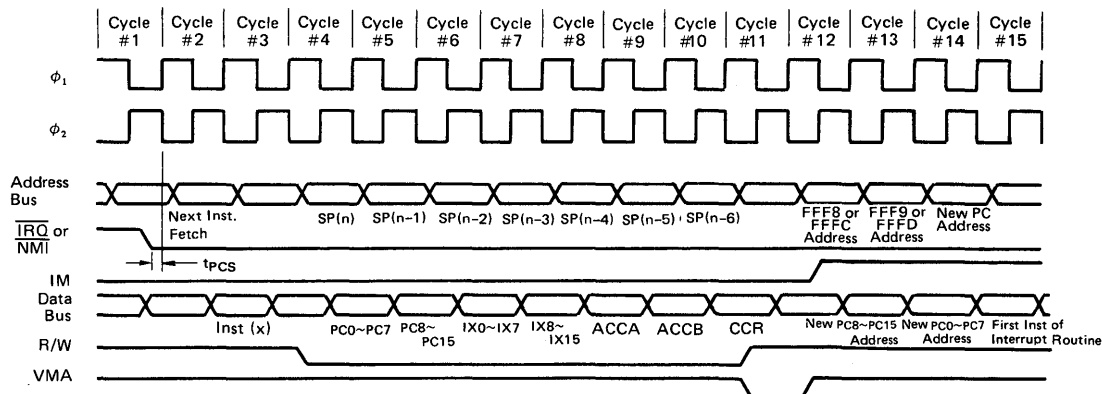 Cycle #1 Cycle #2 Cycle #3 Cycle #4 Cycle #5 Cycle #6 Cycle #7 Cycle #8 Cycle #9 Cycle #10 Cycle #11 Cycle #12 Cycle #13 Cycle #14 Cycle #15
ϕ1
ϕ2
Address Bus
Next Inst. Fetch
SP(n) SP(n-1) SP(n-2) SP(n-3) SP(n-4) SP(n-5) SP(n-6)
FFF8 or FFFC Address
FFF9 or FFFD Address
New PC Address
IRQ or NMI
tPCS
IM
Data Bus
Inst (x) PC0~PC7 PC8~PC15 IX0~IX7 IX8~IX15 ACCA ACCB CCR
New PC8~PC15 Address
New PC0~PC7 Address
First Inst of Interrupt Routine
R/W
VMA